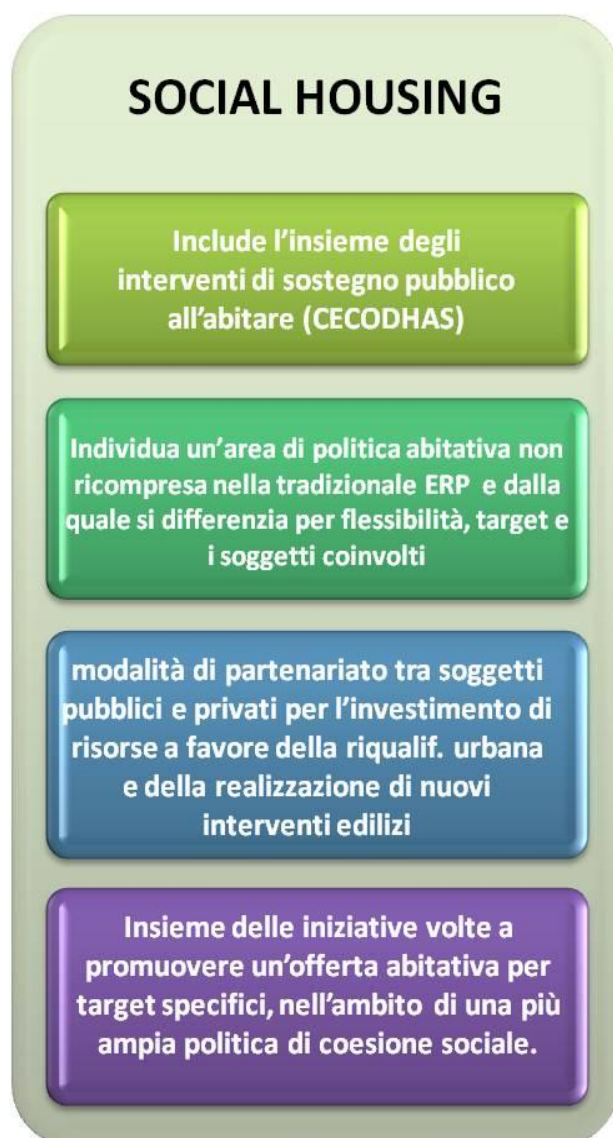 SOCIAL HOUSING
Include l'insieme degli
interventi di sostegno pubblico
all'abitare (CECODHAS)
Individua un'area di politica abitativa non
ricompresa nella tradizionale ERP e dalla
quale si differenzia per flessibilità, target e
i soggetti coinvolti
modalità di partenariato tra soggetti
pubblici e privati per l'investimento di
risorse a favore della riqualif. urbana
e della realizzazione di nuovi
interventi edilizi
Insieme delle iniziative volte a
promuovere un'offerta abitativa per
target specifici, nell'ambito di una più
ampia politica di coesione sociale.